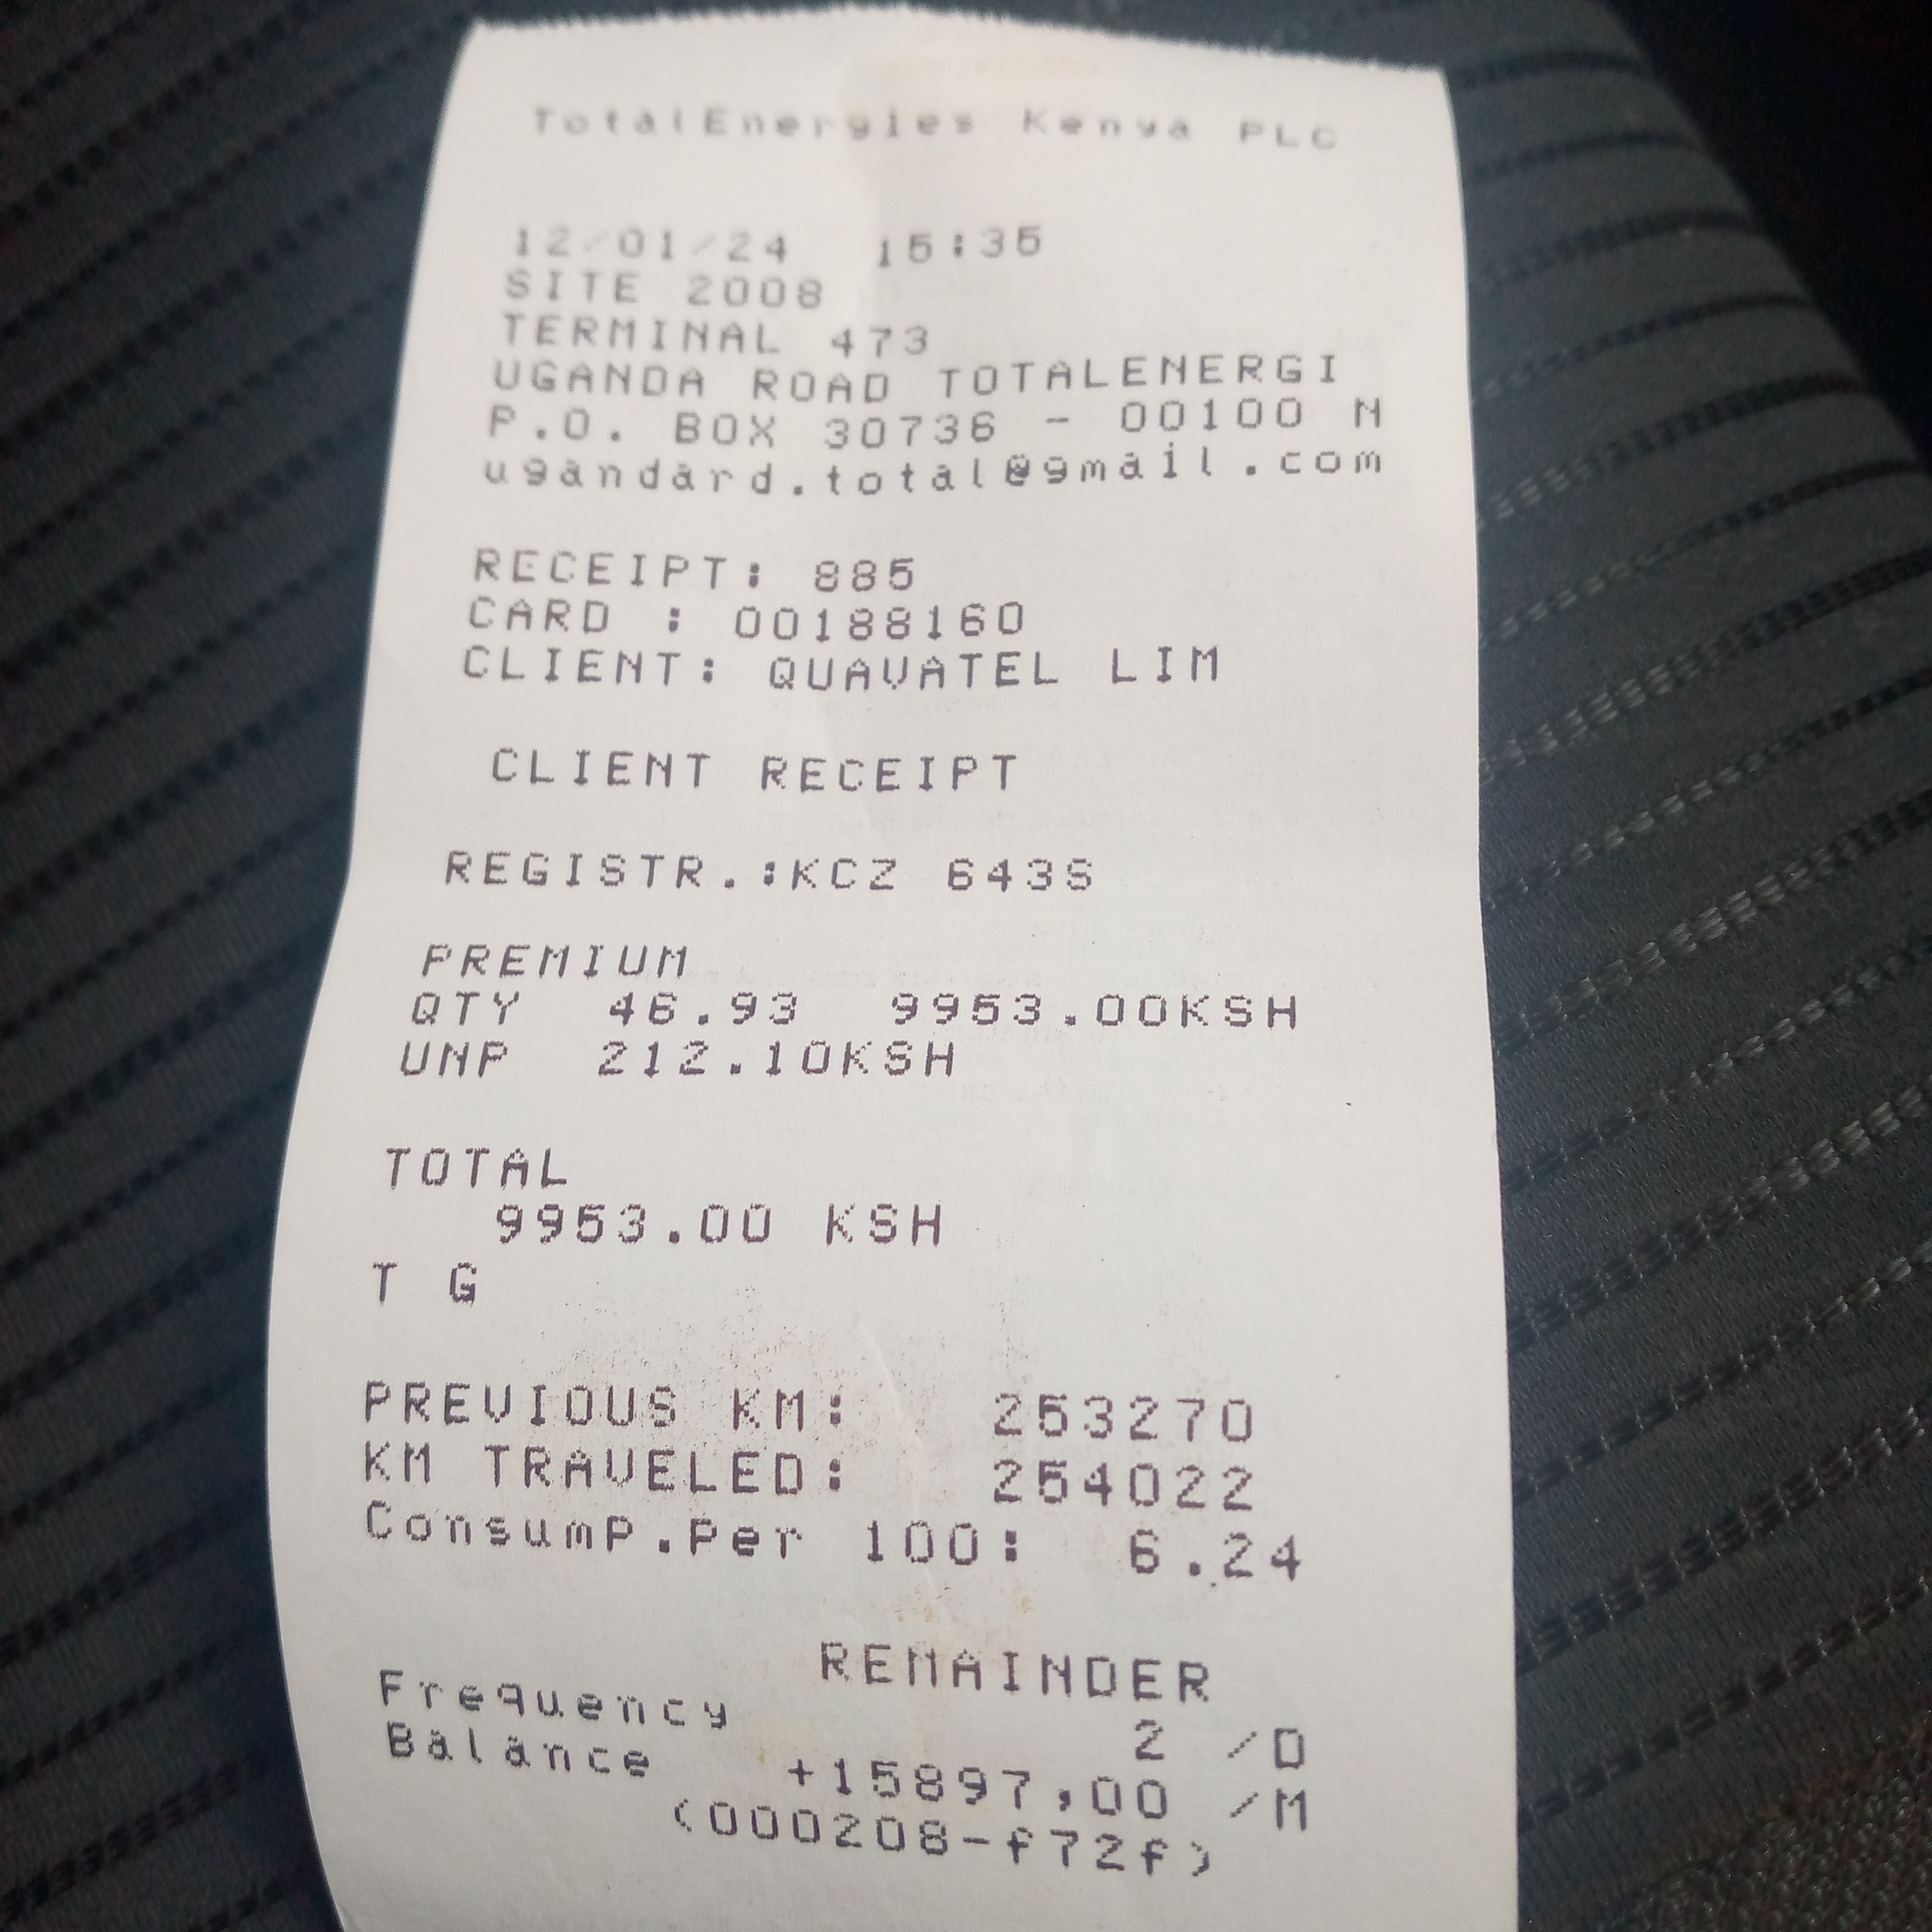 TotalEnergies Kenya PLC
12/01/24 15:35
SITE 2008
TERMINAL 473
UGANDA ROAD TOTALENERGI
P.O. BOX 30736 - 00100 N
ugandard.total@gmail.com
RECEIPT: 885
CARD : 00188160
CLIENT: QUAVATEL LIM
CLIENT RECEIPT
REGISTR.:KCZ 643S
PREMIUM
QTY 46.93 9953.00KSH
UNP 212.10KSH
TOTAL
9953.00 KSH
T G
PREVIOUS KM: 253270
KM TRAVELED: 254022
Consump.Per 100: 6.24
REMAINDER
Frequency 2 /D
Balance +15897,00 /M
(000208-f72f)